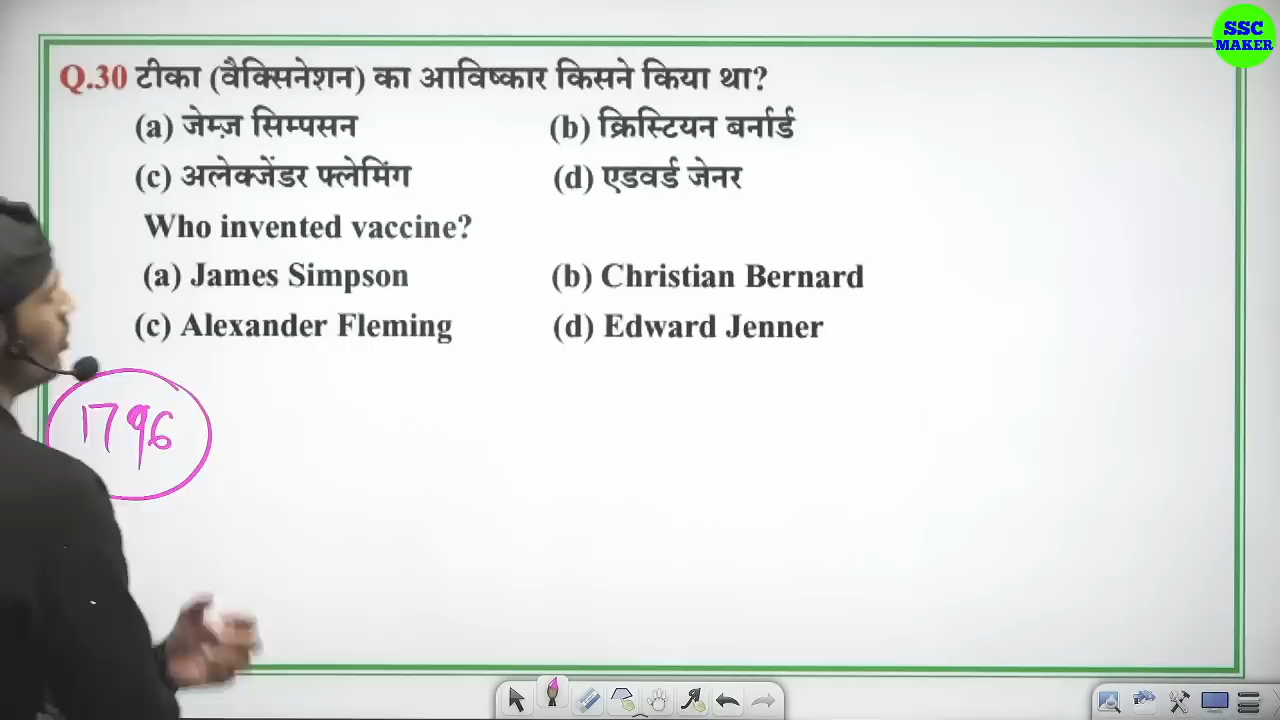 SSC
MAKER
Q.30 टीका (वैक्सिनेशन) का आविष्कार किसने किया था?
(a) जेम्ज़ सिम्पसन (b) क्रिस्टियन बर्नार्ड
(c) अलेक्जेंडर फ्लेमिंग (d) एडवर्ड जेनर
Who invented vaccine?
(a) James Simpson (b) Christian Bernard
(c) Alexander Fleming (d) Edward Jenner
1796